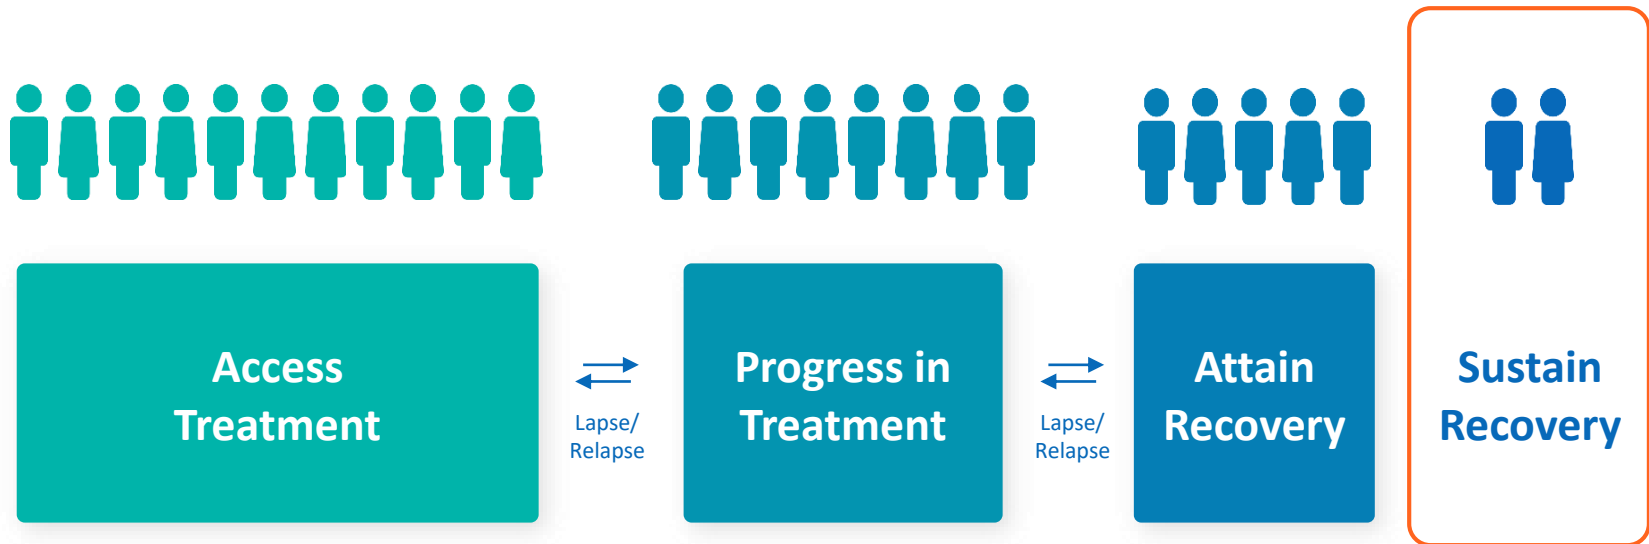 Access
Treatment
Lapse/
Relapse
Progress in
Treatment
Lapse/
Relapse
Attain
Recovery
Sustain
Recovery